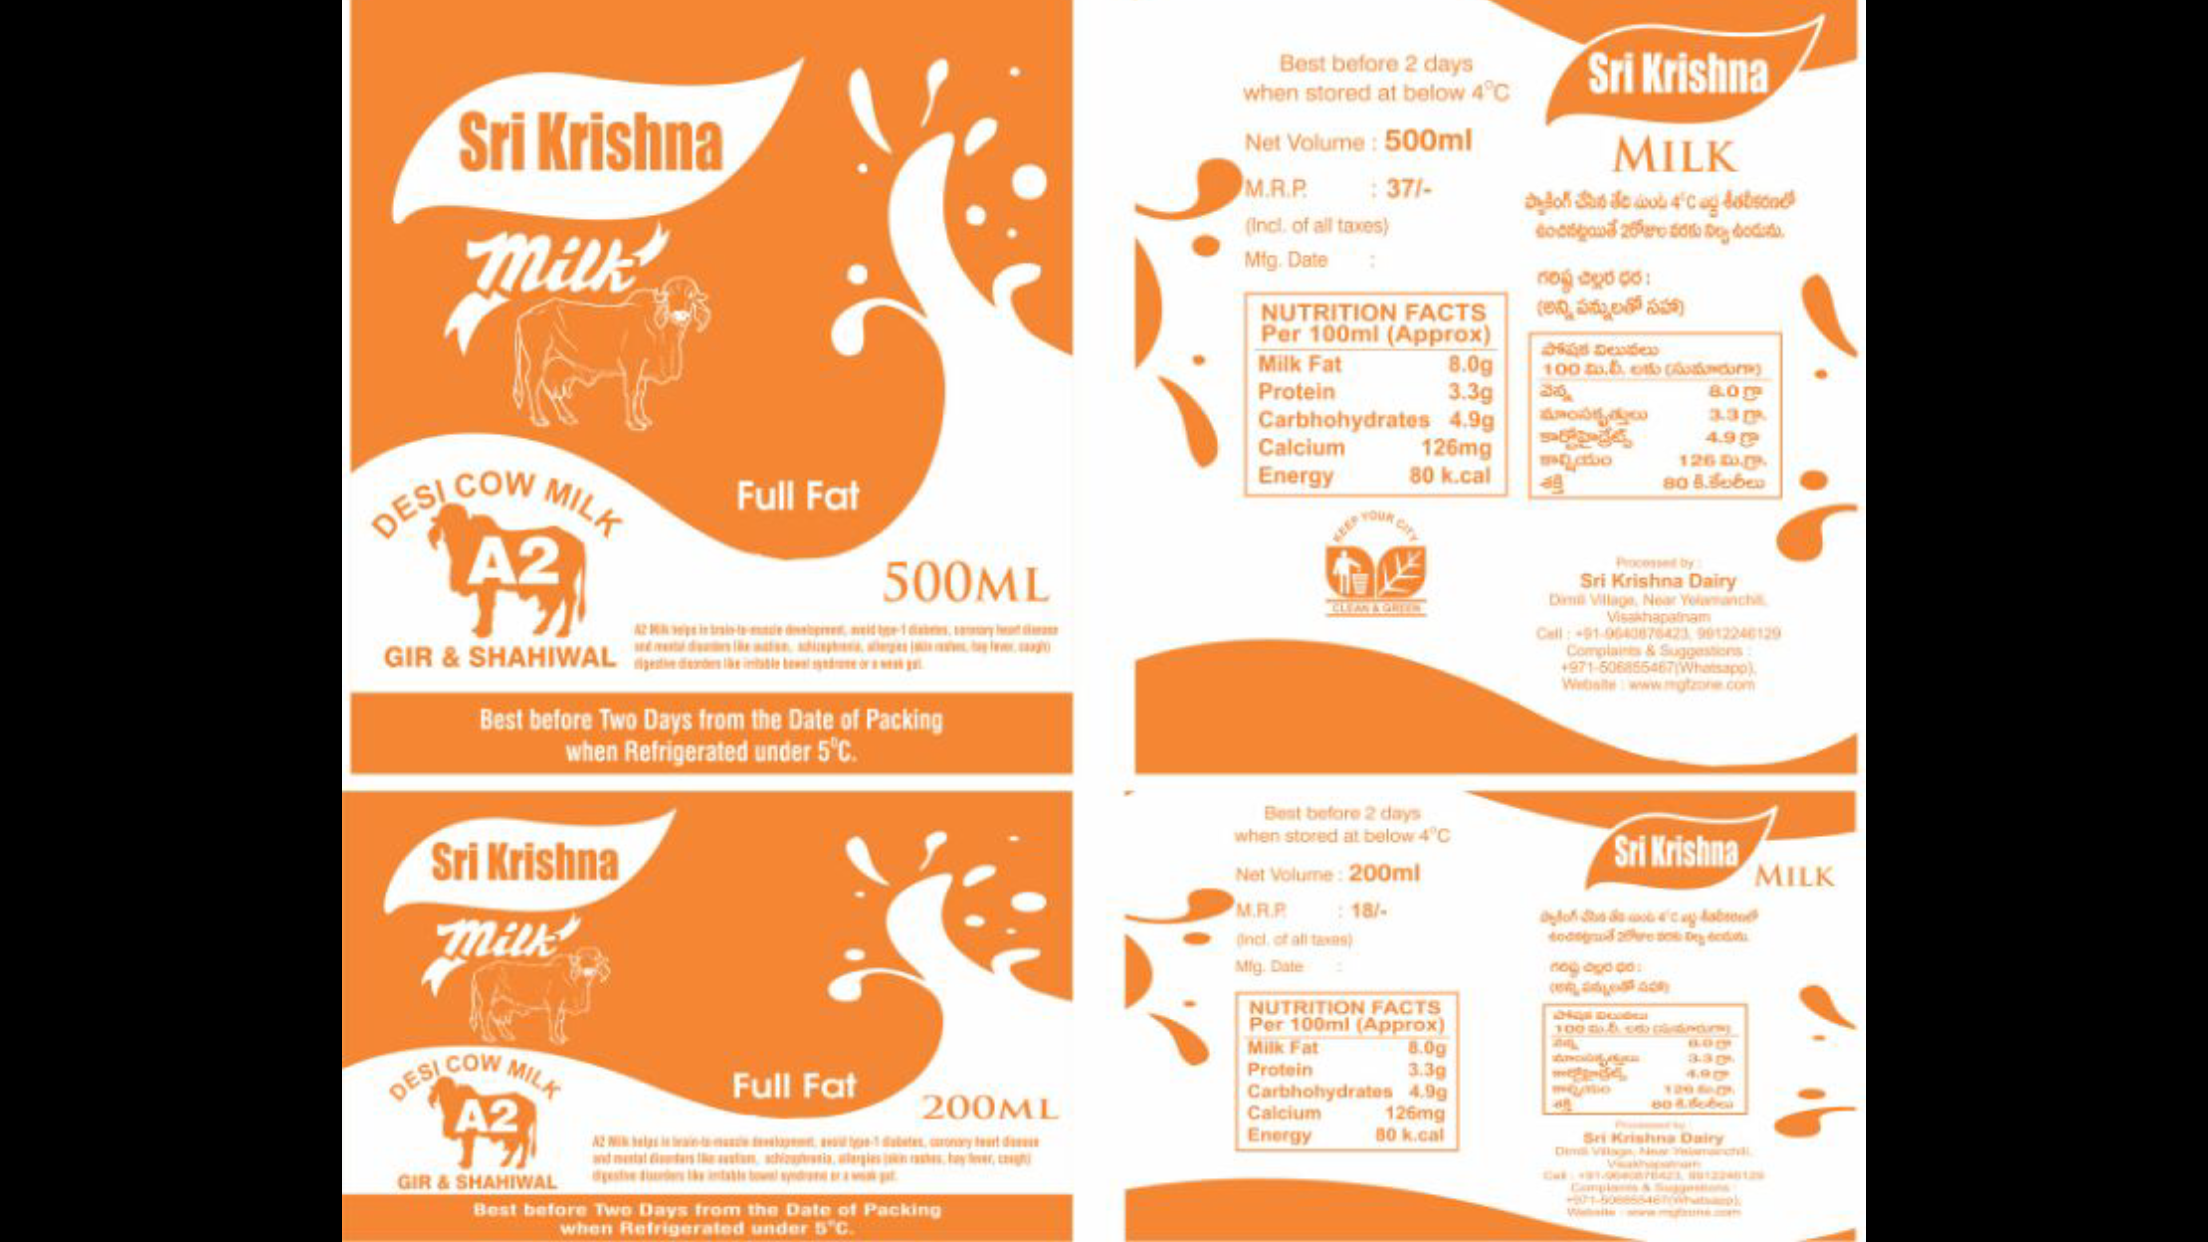 Sri Krishna
Milk
DESI COW MILK
A2
GIR & SHAHIWAL
Full Fat
500ML
A2 Milk helps in brain-to-muscle development, avoid type-1 diabetes, coronary heart disease
and mental disorders like austism, schizophrenia, allergies (skin rashes, hay fever, cough)
digestive disorders like irritable bowel syndrome or a weak gut.
Best before Two Days from the Date of Packing
when Refrigerated under 5°C.
Best before 2 days
when stored at below 4°C
Net Volume : 500ml
M.R.P. : 37/-
(Incl. of all taxes)
Mfg. Date :
NUTRITION FACTS
Per 100ml (Approx)
Milk Fat 8.0g
Protein 3.3g
Carbhohydrates 4.9g
Calcium 126mg
Energy 80 k.cal
KEEP YOUR CITY
CLEAN & GREEN
Sri Krishna
MILK
ప్యాకింగ్ చేసిన తేది నుంచి 4°C వద్ద శీతలీకరణలో
ఉంచినట్లయితే 2రోజుల వరకు నిల్వ ఉండును.
గరిష్ఠ చిల్లర ధర :
(అన్ని పన్నులతో సహా)
పోషక విలువలు
100 మి.లీ. లకు (సుమారుగా)
వెన్న 8.0 గ్రా
మాంసకృత్తులు 3.3 గ్రా.
కార్బోహైడ్రేట్స్ 4.9 గ్రా
కాల్షియం 126 మి.గ్రా.
శక్తి 80 కి.కేలరీలు
Processed by :
Sri Krishna Dairy
Dimili Village, Near Yelamanchili,
Visakhapatnam
Cell : +91-9640876423, 9912246129
Complaints & Suggestions :
+971-506855467(Whatsapp),
Website : www.mgfzone.com
Sri Krishna
Milk
DESI COW MILK
A2
GIR & SHAHIWAL
Full Fat
200ML
A2 Milk helps in brain-to-muscle development, avoid type-1 diabetes, coronary heart disease
and mental disorders like austism, schizophrenia, allergies (skin rashes, hay fever, cough)
digestive disorders like irritable bowel syndrome or a weak gut.
Best before Two Days from the Date of Packing
when Refrigerated under 5°C.
Best before 2 days
when stored at below 4°C
Net Volume : 200ml
M.R.P. : 18/-
(Incl. of all taxes)
Mfg. Date :
NUTRITION FACTS
Per 100ml (Approx)
Milk Fat 8.0g
Protein 3.3g
Carbhohydrates 4.9g
Calcium 126mg
Energy 80 k.cal
Sri Krishna
MILK
ప్యాకింగ్ చేసిన తేది నుంచి 4°C వద్ద శీతలీకరణలో
ఉంచినట్లయితే 2రోజుల వరకు నిల్వ ఉండును.
గరిష్ఠ చిల్లర ధర :
(అన్ని పన్నులతో సహా)
పోషక విలువలు
100 మి.లీ. లకు (సుమారుగా)
వెన్న 8.0 గ్రా
మాంసకృత్తులు 3.3 గ్రా.
కార్బోహైడ్రేట్స్ 4.9 గ్రా
కాల్షియం 126 మి.గ్రా.
శక్తి 80 కి.కేలరీలు
Processed by :
Sri Krishna Dairy
Dimili Village, Near Yelamanchili,
Visakhapatnam
Cell : +91-9640876423, 9912246129
Complaints & Suggestions :
+971-506855467(Whatsapp),
Website : www.mgfzone.com